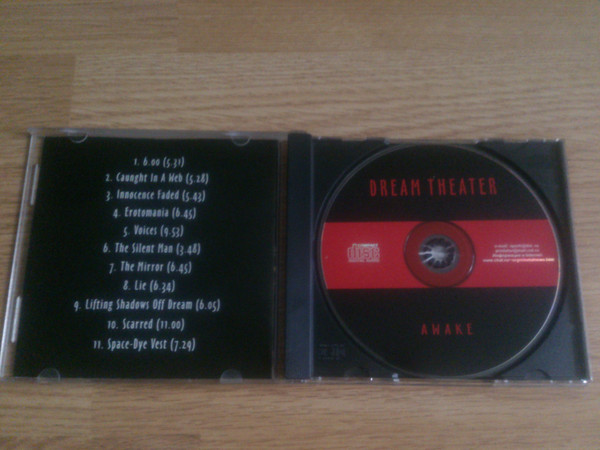 1. 6.00 (5.31)
2. Caunght In A Web (5.28)
3. Innocence Faded (5.43)
4. Erotomania (6.45)
5. Voices (9.53)
6. The Silent Man (3.48)
7. The Mirror (6.45)
8. Lie (6.34)
9. Lifting Shadows Off Dream (6.05)
10. Scarred (11.00)
11. Space-Dye Vest (7.29)
DREAM THEATER
COMPACT
disc
AWAKE